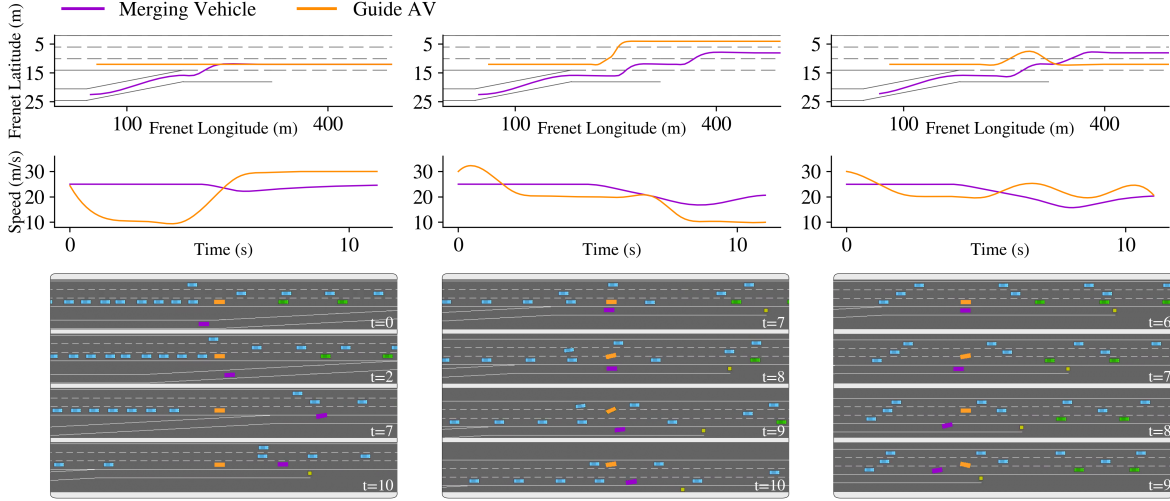 Merging Vehicle Guide AV
Frenet Latitude (m)
5
15
25
100 400
Frenet Longitude (m)
5
15
25
100 400
Frenet Longitude (m)
5
15
25
100 400
Frenet Longitude (m)
Speed (m/s)
30
20
10
0 10
Time (s)
30
20
10
0 10
Time (s)
30
20
10
0 10
Time (s)
t=0
t=2
t=7
t=10
t=7
t=8
t=9
t=10
t=6
t=7
t=8
t=9